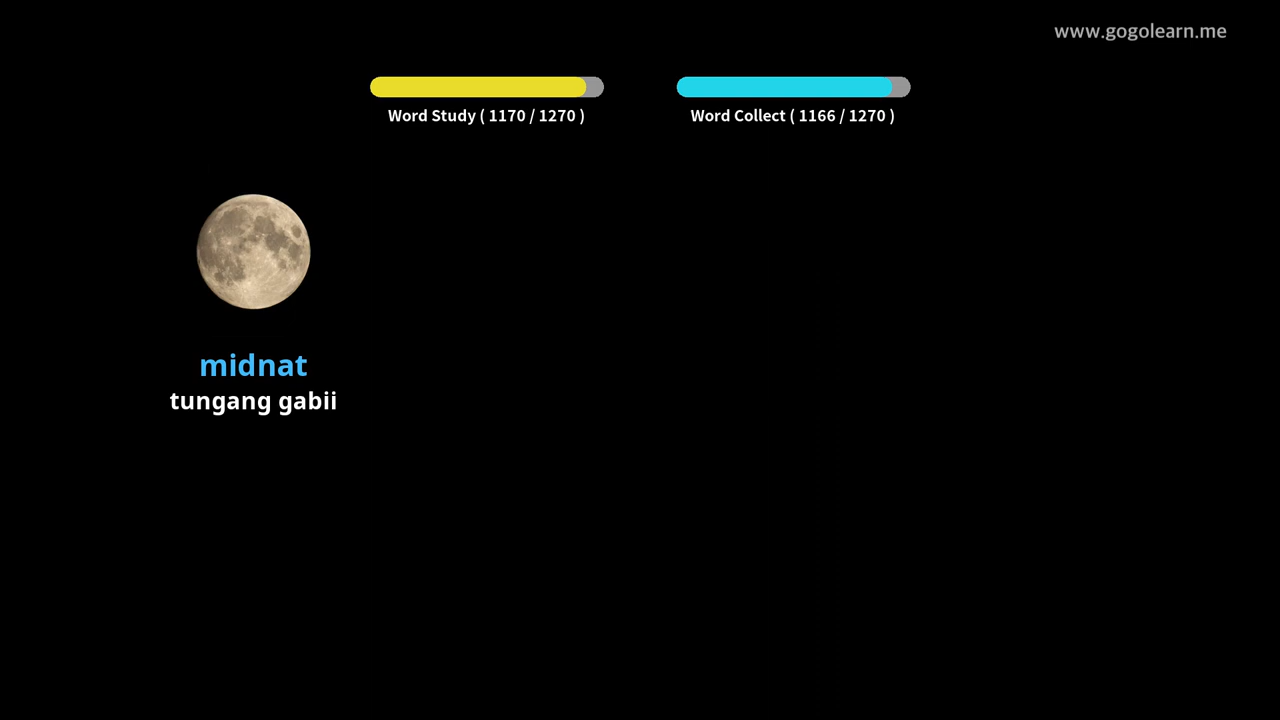 www.gogolearn.me
Word Study ( 1170 / 1270 )
Word Collect ( 1166 / 1270 )
midnat
tungang gabii